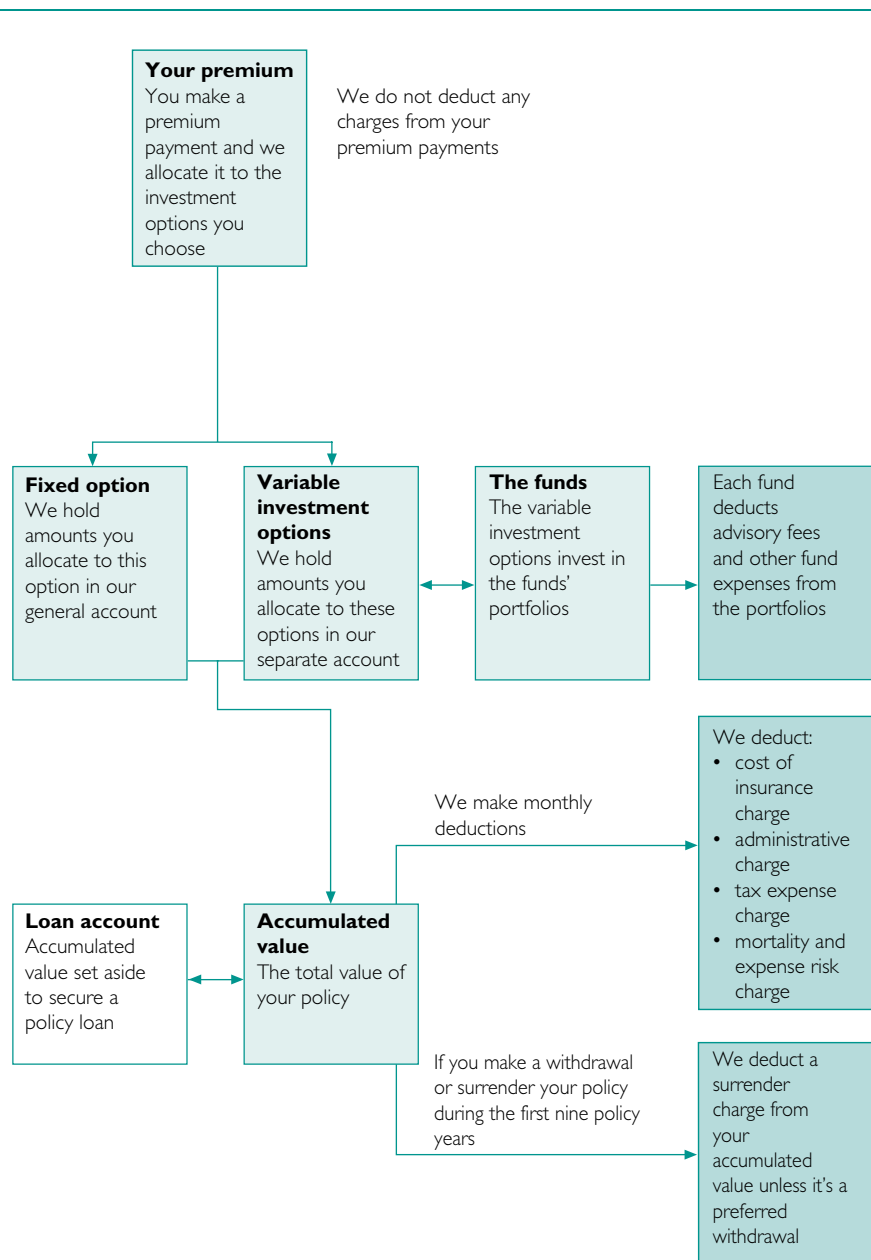 Your premium
You make a
premium
payment and we
allocate it to the
investment
options you
choose
We do not deduct any
charges from your
premium payments
Fixed option
We hold
amounts you
allocate to this
option in our
general account
Variable
investment
options
We hold
amounts you
allocate to these
options in our
separate account
The funds
The variable
investment
options invest in
the funds’
portfolios
Each fund
deducts
advisory fees
and other fund
expenses from
the portfolios
We make monthly
deductions
We deduct:
• cost of
insurance
charge
• administrative
charge
• tax expense
charge
• mortality and
expense risk
charge
Loan account
Accumulated
value set aside
to secure a
policy loan
Accumulated
value
The total value of
your policy
If you make a withdrawal
or surrender your policy
during the first nine policy
years
We deduct a
surrender
charge from
your
accumulated
value unless it’s a
preferred
withdrawal